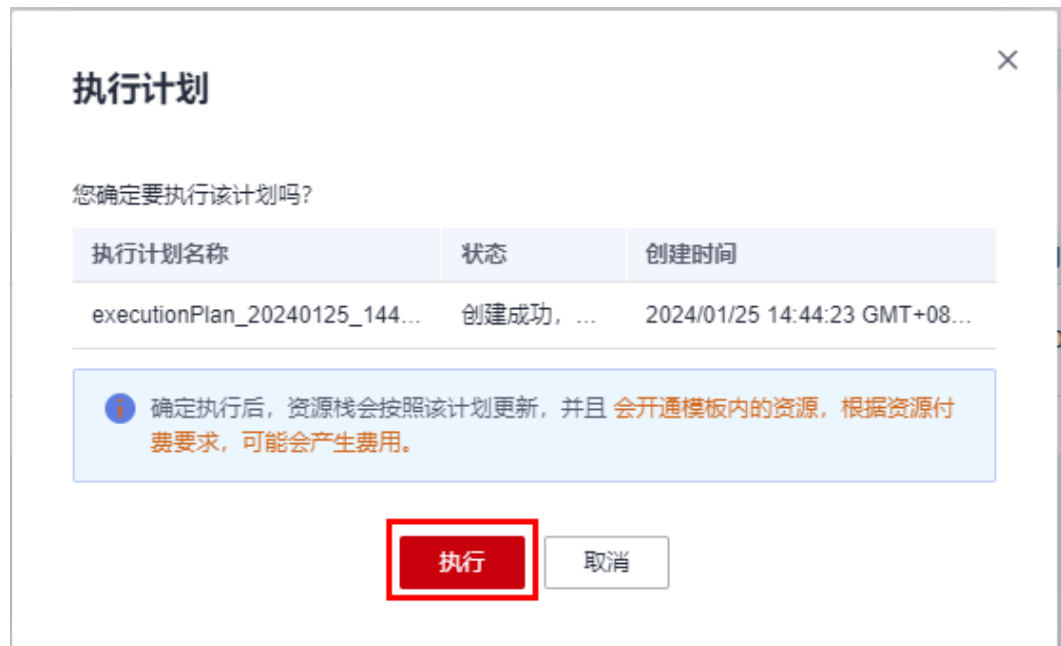 执行计划
您确定要执行该计划吗?
执行计划名称 状态 创建时间
executionPlan_20240125_144... 创建成功, ... 2024/01/25 14:44:23 GMT+08...
确定执行后,资源栈会按照该计划更新,并且 会开通模板内的资源,根据资源付
费要求,可能会产生费用。
执行 取消